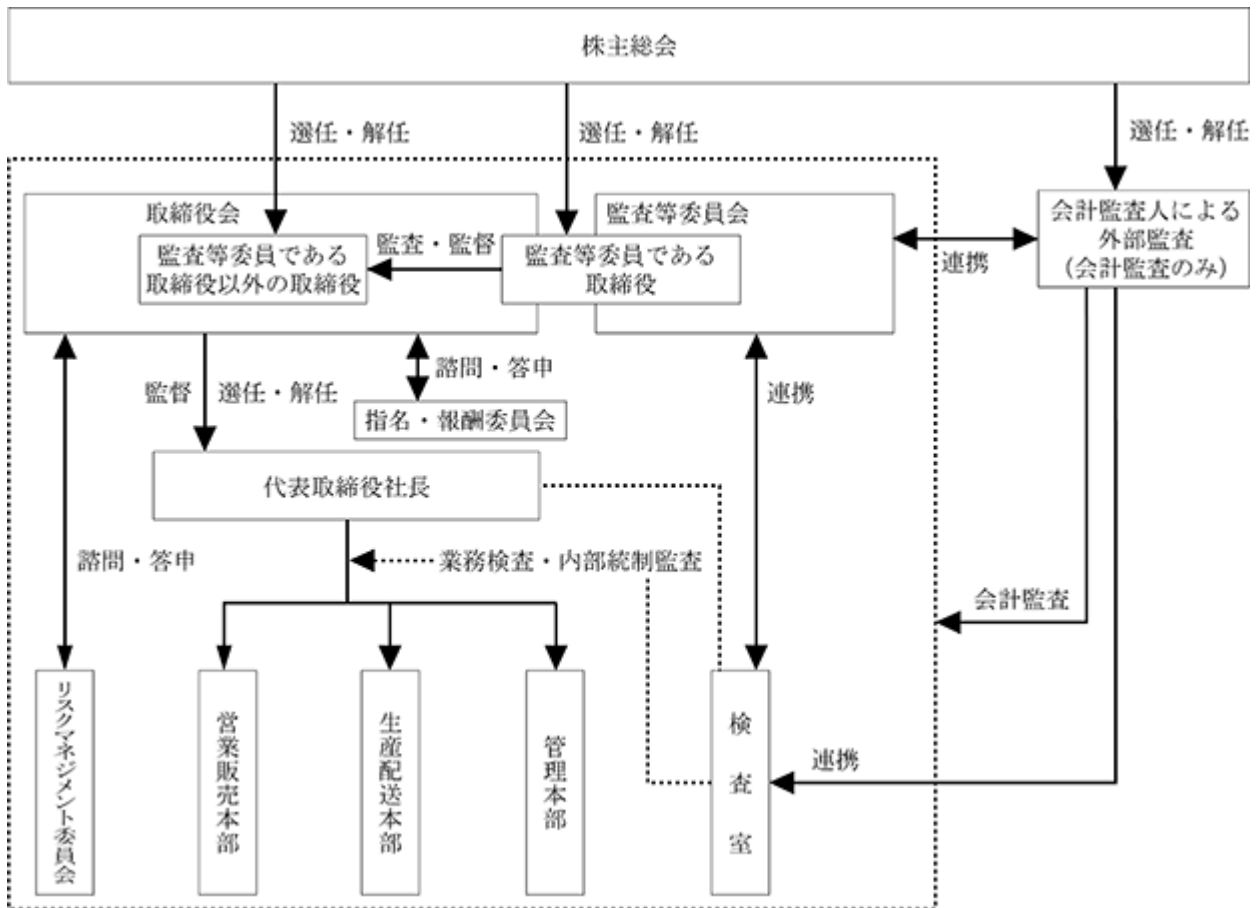 株主総会
選任・解任
選任・解任
選任・解任
取締役会
監査等委員会
会計監査人による
外部監査
(会計監査のみ)
監査等委員である
取締役以外の取締役
監査・監督
監査等委員である
取締役
連携
諮問・答申
監督
選任・解任
連携
指名・報酬委員会
代表取締役社長
諮問・答申
業務検査・内部統制監査
会計監査
リスクマネジメント委員会
営業販売本部
生産配送本部
管理本部
検査室
連携